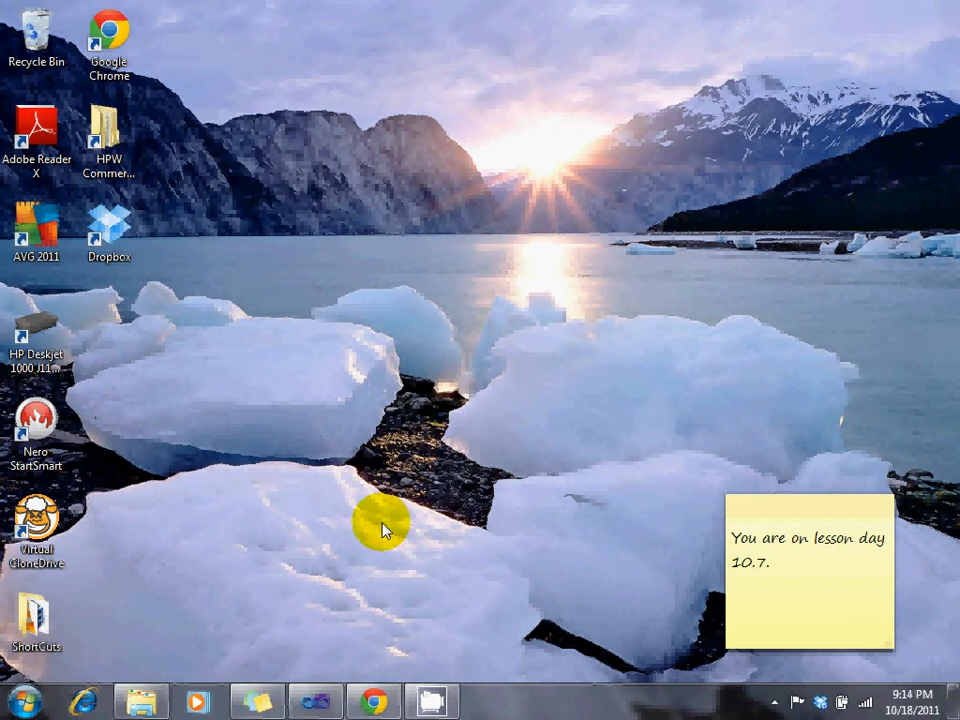 Recycle Bin
Google
Chrome
Adobe Reader
X
HPW
Commer...
AVG 2011
Dropbox
HP Deskjet
1000 J11...
Nero
StartSmart
Virtual
CloneDrive
ShortCuts
You are on lesson day
10.7.
9:14 PM
10/18/2011